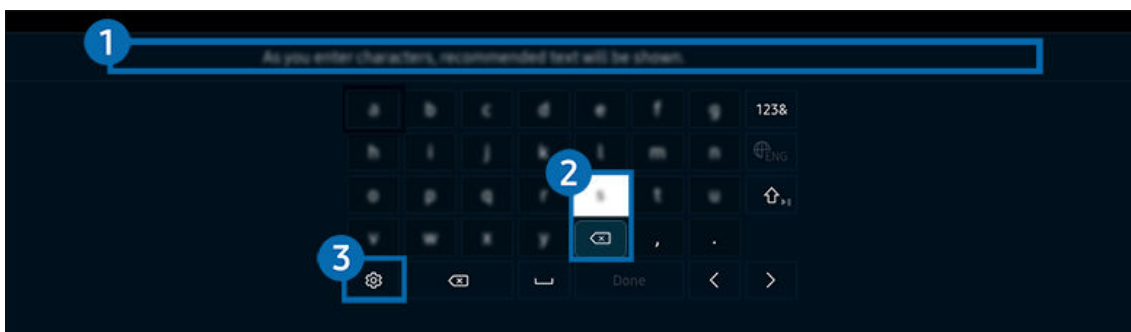 1
As you enter characters, recommended text will be shown.
a b c d e f g 123&
h i j k l m n ENG
2
o p q r s t u
v w x y , .
3
Done